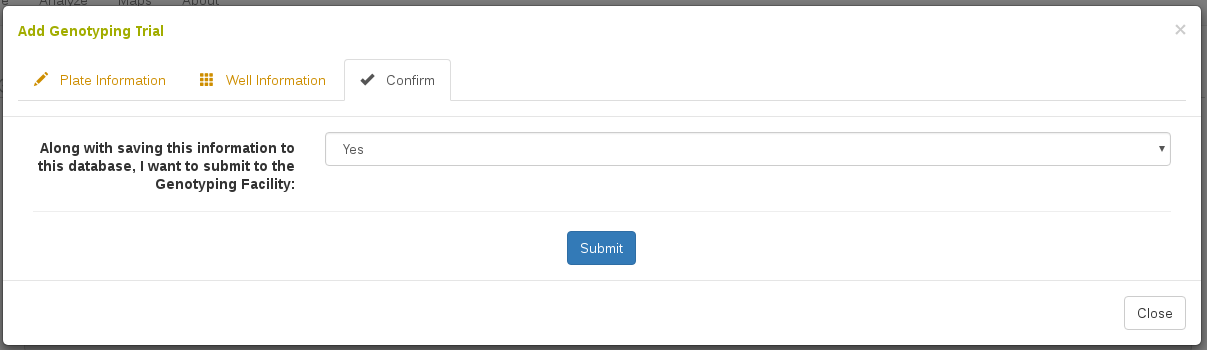 Analyze Maps About
Add Genotyping Trial ×
Plate Information Well Information Confirm
Along with saving this information to
this database, I want to submit to the
Genotyping Facility:
Yes
Submit
Close